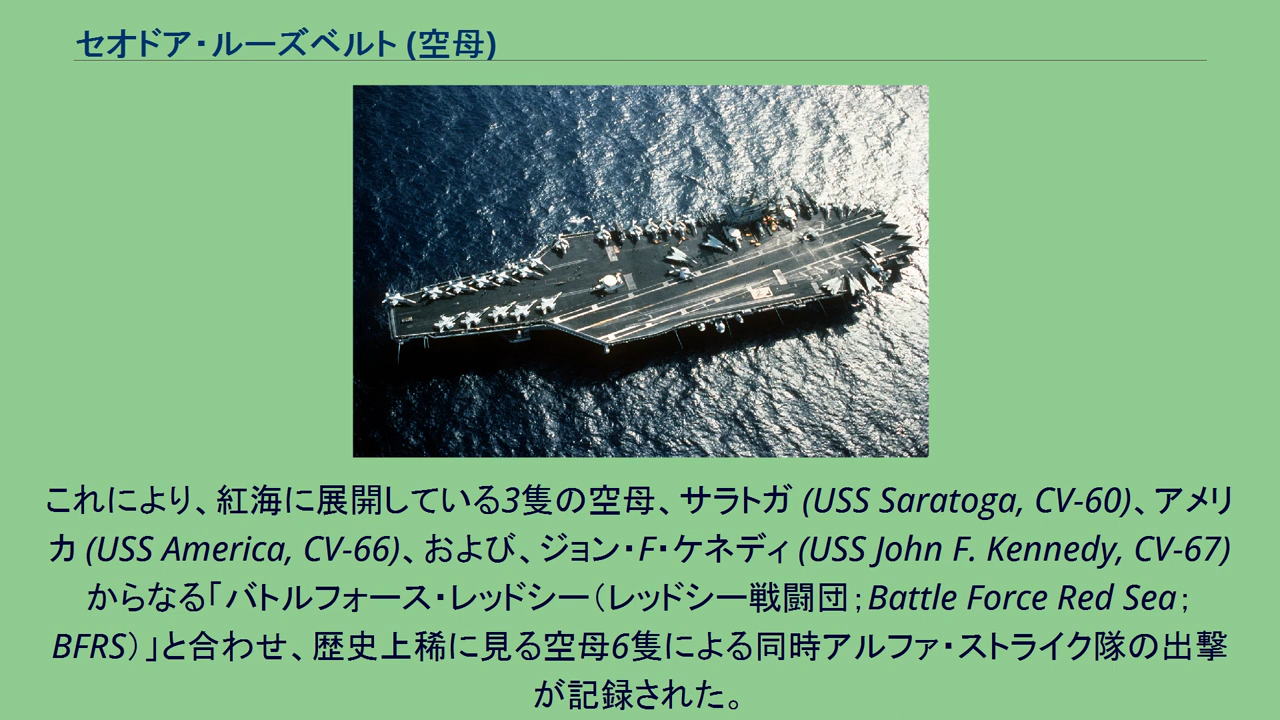 セオドア・ルーズベルト (空母)
これにより、紅海に展開している3隻の空母、サラトガ (USS Saratoga, CV-60)、アメリ
カ (USS America, CV-66)、および、ジョン・F・ケネディ (USS John F. Kennedy, CV-67)
からなる「バトルフォース・レッドシー（レッドシー戦闘団；Battle Force Red Sea；
BFRS）」と合わせ、歴史上稀に見る空母6隻による同時アルファ・ストライク隊の出撃
が記録された。